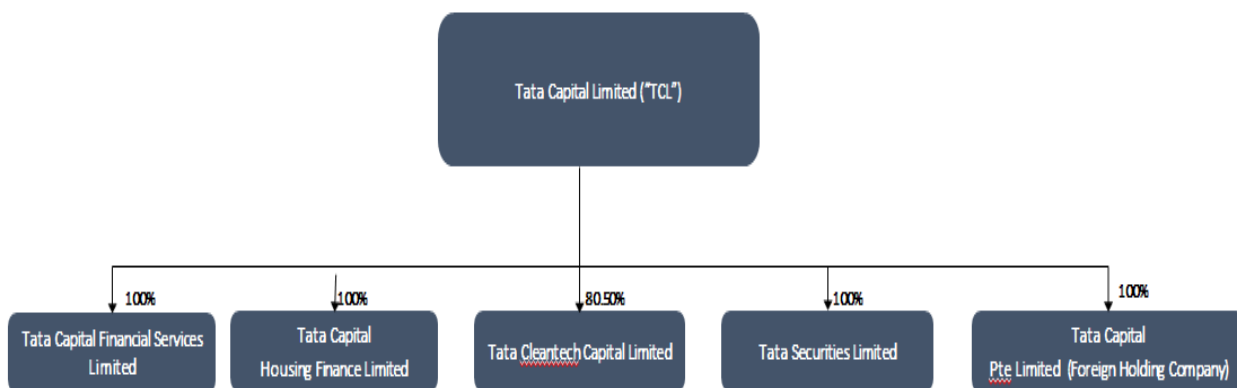 Tata Capital Limited ("TCL")
100%
100%
80.50%
100%
100%
Tata Capital Financial Services
Limited
Tata Capital
Housing Finance Limited
Tata Cleantech Capital Limited
Tata Securities Limited
Tata Capital
Pte Limited (Foreign Holding Company)